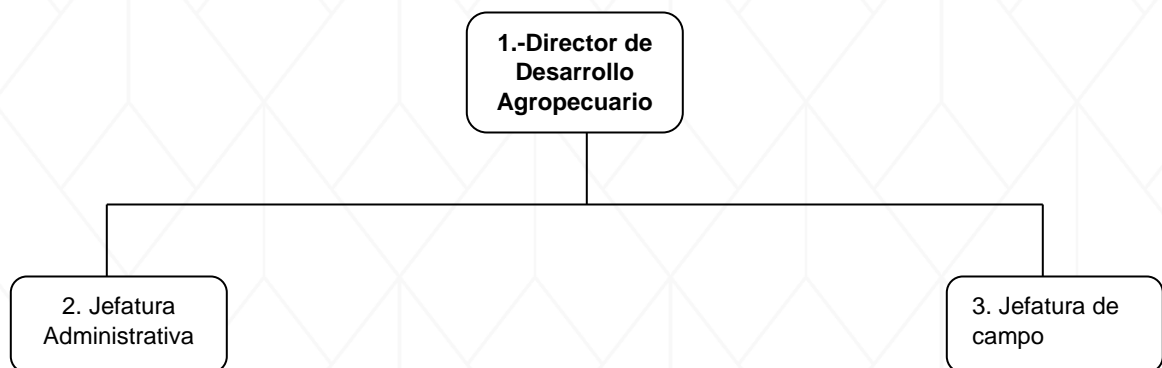 1.-Director de
Desarrollo
Agropecuario
2. Jefatura
Administrativa
3. Jefatura de
campo